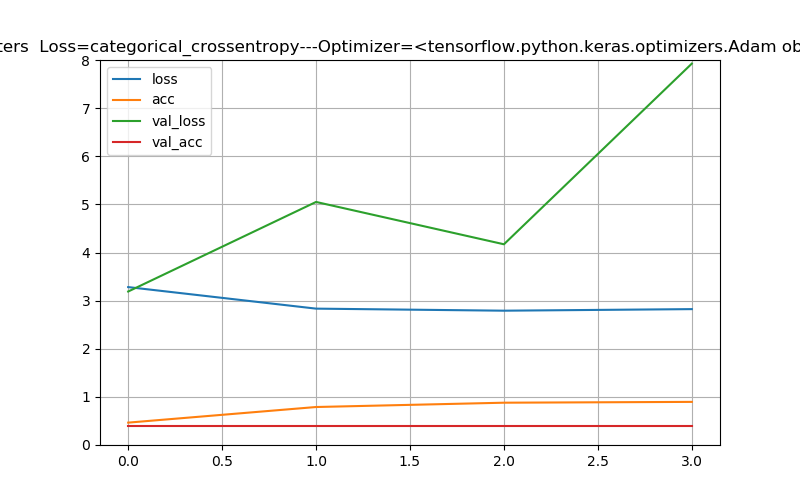 ters  Loss=categorical_crossentropy---Optimizer=<tensorflow.python.keras.optimizers.Adam ob
8
7
6
5
4
3
2
1
0
loss
acc
val_loss
val_acc
0.0 0.5 1.0 1.5 2.0 2.5 3.0